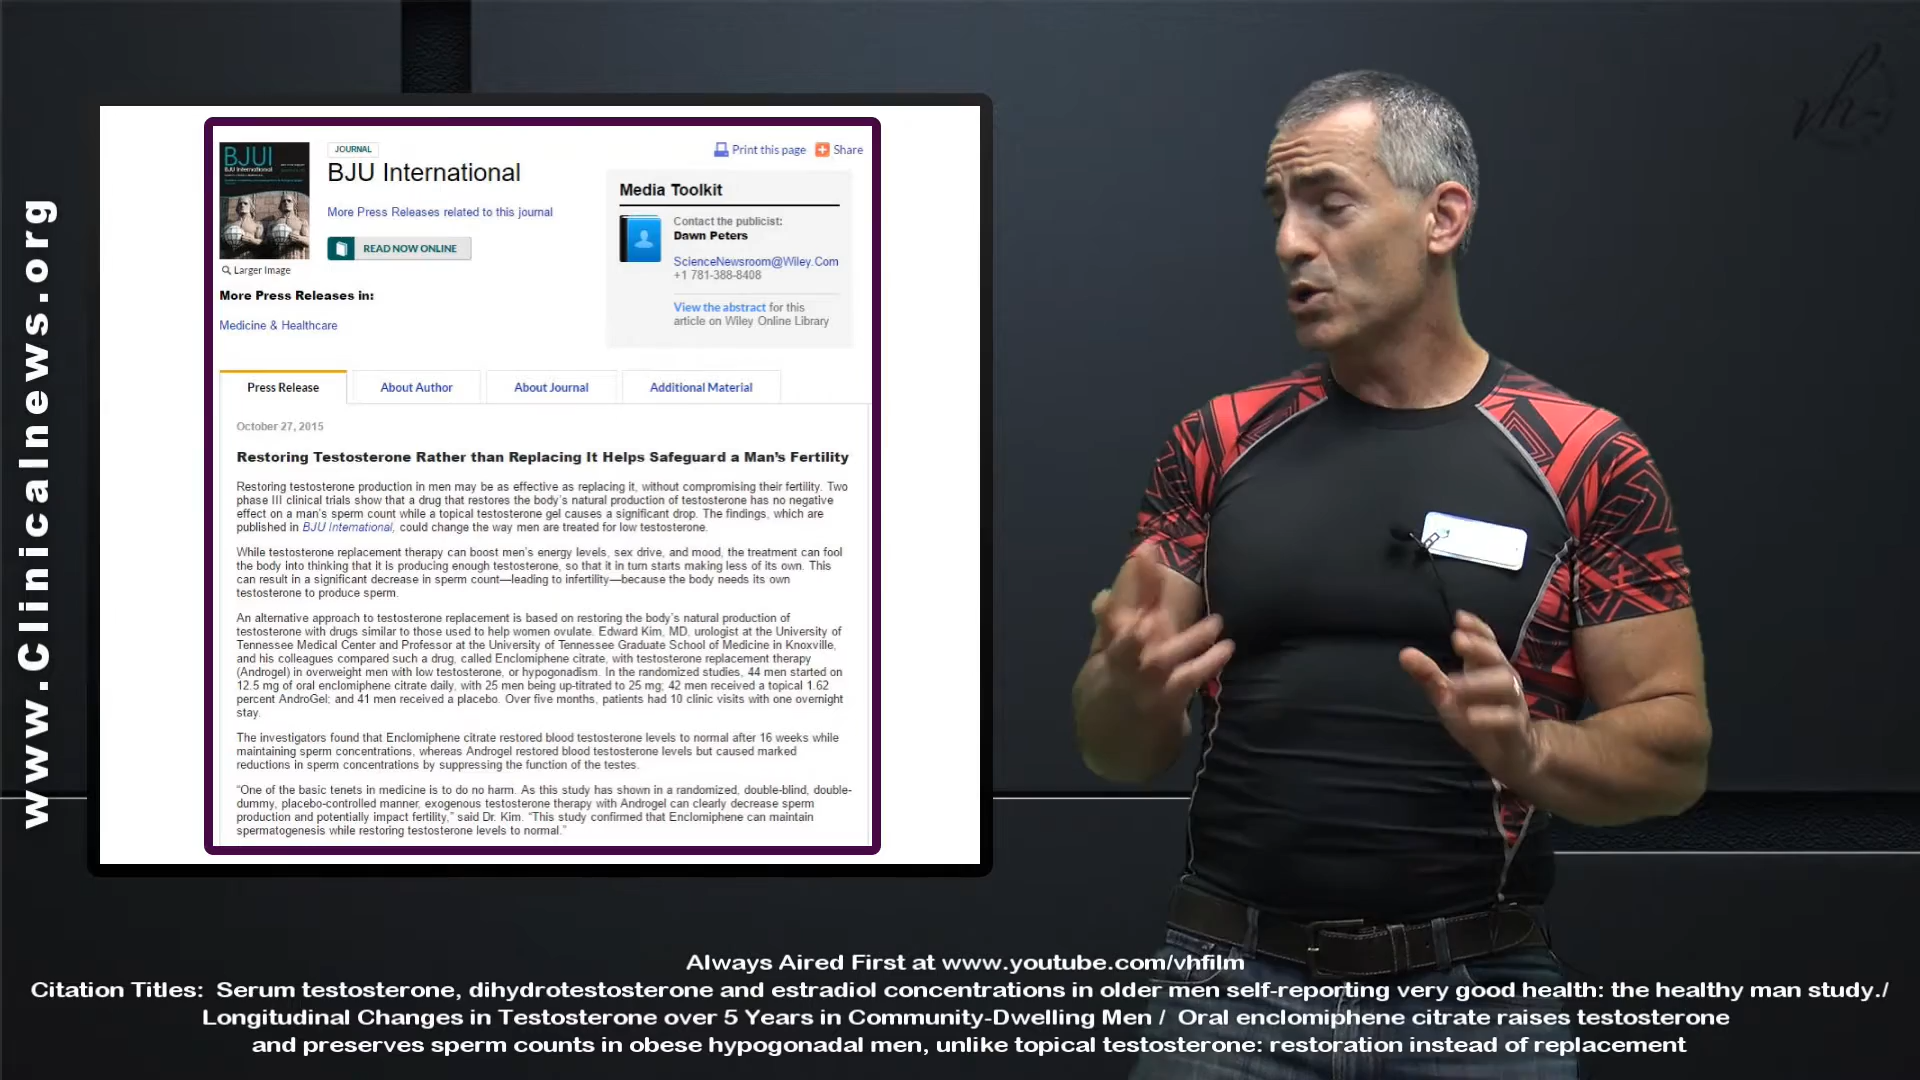 www.Clinicalnews.org
BJUI
BJU International
JOURNAL
BJU International
More Press Releases related to this journal
READ NOW ONLINE
Larger Image
More Press Releases in:
Medicine & Healthcare
Print this page Share
Media Toolkit
Contact the publicist:
Dawn Peters
ScienceNewsroom@Wiley.Com
+1 781-388-8408
View the abstract for this
article on Wiley Online Library
Press Release About Author About Journal Additional Material
October 27, 2015
Restoring Testosterone Rather than Replacing It Helps Safeguard a Man's Fertility
Restoring testosterone production in men may be as effective as replacing it, without compromising their fertility. Two
phase III clinical trials show that a drug that restores the body's natural production of testosterone has no negative
effect on a man's sperm count while a topical testosterone gel causes a significant drop. The findings, which are
published in BJU International, could change the way men are treated for low testosterone.
While testosterone replacement therapy can boost men's energy levels, sex drive, and mood, the treatment can fool
the body into thinking that it is producing enough testosterone, so that it in turn starts making less of its own. This
can result in a significant decrease in sperm count—leading to infertility—because the body needs its own
testosterone to produce sperm.
An alternative approach to testosterone replacement is based on restoring the body's natural production of
testosterone with drugs similar to those used to help women ovulate. Edward Kim, MD, urologist at the University of
Tennessee Medical Center and Professor at the University of Tennessee Graduate School of Medicine in Knoxville,
and his colleagues compared such a drug, called Enclomiphene citrate, with testosterone replacement therapy
(Androgel) in overweight men with low testosterone, or hypogonadism. In the randomized studies, 44 men started on
12.5 mg of oral enclomiphene citrate daily, with 25 men being up-titrated to 25 mg; 42 men received a topical 1.62
percent AndroGel; and 41 men received a placebo. Over five months, patients had 10 clinic visits with one overnight
stay.
The investigators found that Enclomiphene citrate restored blood testosterone levels to normal after 16 weeks while
maintaining sperm concentrations, whereas Androgel restored blood testosterone levels but caused marked
reductions in sperm concentrations by suppressing the function of the testes.
“One of the basic tenets in medicine is to do no harm. As this study has shown in a randomized, double-blind, double-
dummy, placebo-controlled manner, exogenous testosterone therapy with Androgel can clearly decrease sperm
production and potentially impact fertility,” said Dr. Kim. “This study confirmed that Enclomiphene can maintain
spermatogenesis while restoring testosterone levels to normal.”
vh
Always Aired First at www.youtube.com/vhfilm
Citation Titles: Serum testosterone, dihydrotestosterone and estradiol concentrations in older men self-reporting very good health: the healthy man study./
Longitudinal Changes in Testosterone over 5 Years in Community-Dwelling Men / Oral enclomiphene citrate raises testosterone
and preserves sperm counts in obese hypogonadal men, unlike topical testosterone: restoration instead of replacement